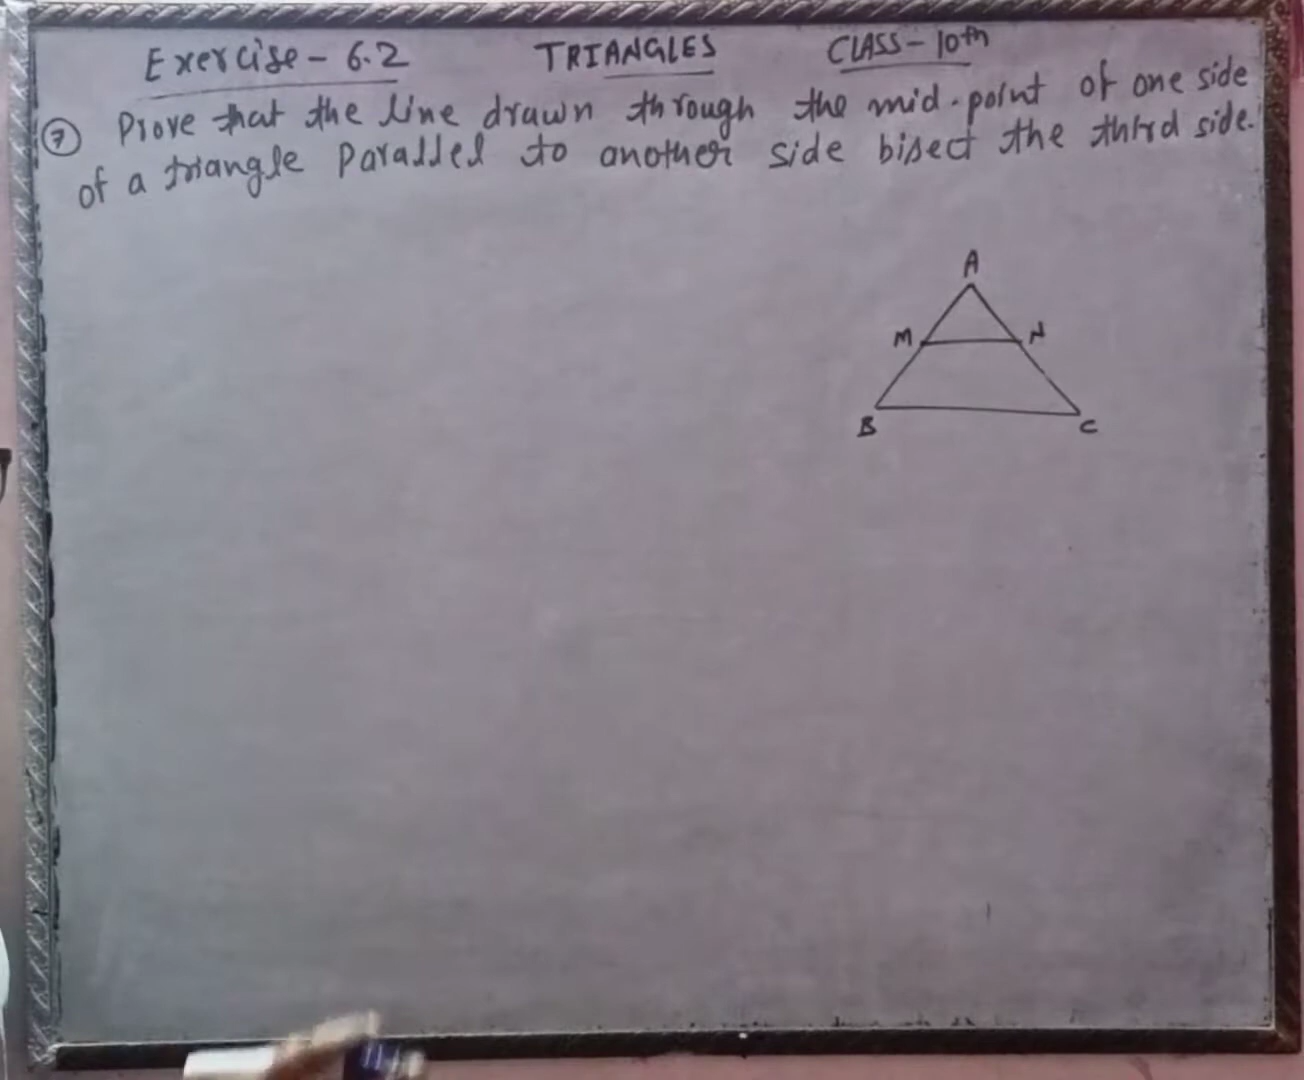 Exercise - 6.2 TRIANGLES CLASS - 10th
7 Prove that the line drawn through the mid-point of one side
of a triangle Parallel to another side bisect the third side.
A
M N
B C